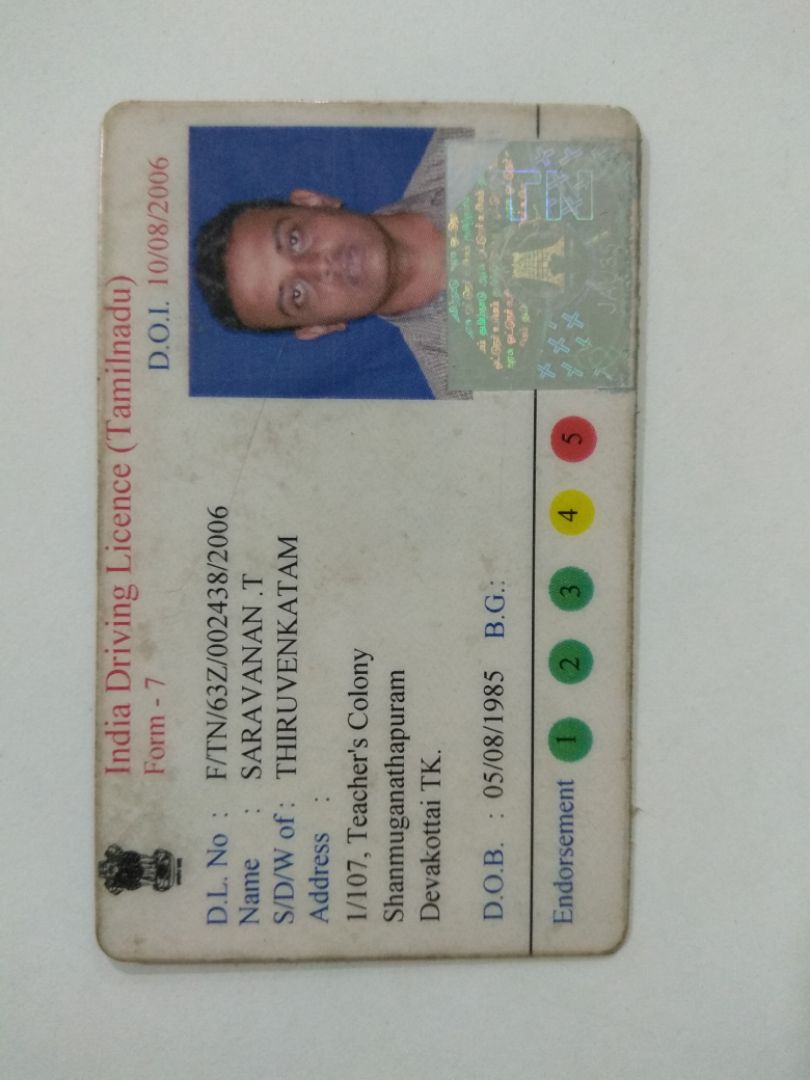 India Driving Licence (Tamilnadu)
Form - 7 D.O.I. 10/08/2006
D.L. No : F/TN/63Z/002438/2006
Name : SARAVANAN .T
S/D/W of : THIRUVENKATAM
Address :
1/107, Teacher's Colony
Shanmuganathapuram
Devakottai TK.
D.O.B. : 05/08/1985 B.G.:
Endorsement 1 2 3 4 5
TN